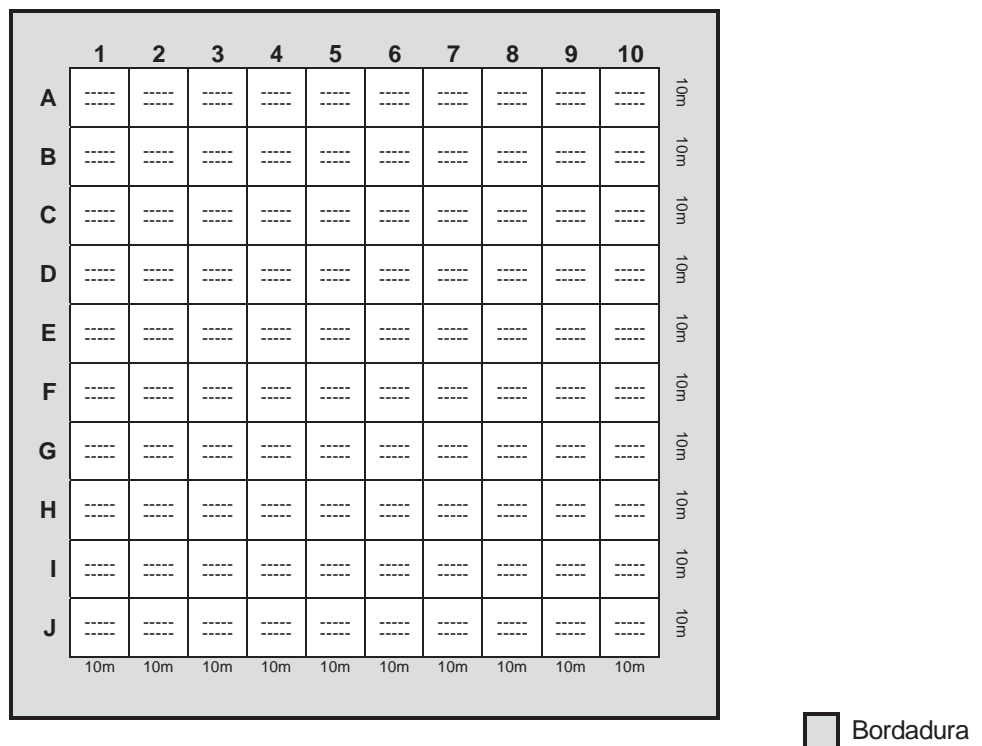 1 2 3 4 5 6 7 8 9 10
A ----- ----- ----- ----- ----- ----- ----- ----- ----- ----- 10m
----- ----- ----- ----- ----- ----- ----- ----- ----- -----
B ----- ----- ----- ----- ----- ----- ----- ----- ----- ----- 10m
----- ----- ----- ----- ----- ----- ----- ----- ----- -----
C ----- ----- ----- ----- ----- ----- ----- ----- ----- ----- 10m
----- ----- ----- ----- ----- ----- ----- ----- ----- -----
D ----- ----- ----- ----- ----- ----- ----- ----- ----- ----- 10m
----- ----- ----- ----- ----- ----- ----- ----- ----- -----
E ----- ----- ----- ----- ----- ----- ----- ----- ----- ----- 10m
----- ----- ----- ----- ----- ----- ----- ----- ----- -----
F ----- ----- ----- ----- ----- ----- ----- ----- ----- ----- 10m
----- ----- ----- ----- ----- ----- ----- ----- ----- -----
G ----- ----- ----- ----- ----- ----- ----- ----- ----- ----- 10m
----- ----- ----- ----- ----- ----- ----- ----- ----- -----
H ----- ----- ----- ----- ----- ----- ----- ----- ----- ----- 10m
----- ----- ----- ----- ----- ----- ----- ----- ----- -----
I ----- ----- ----- ----- ----- ----- ----- ----- ----- ----- 10m
----- ----- ----- ----- ----- ----- ----- ----- ----- -----
J ----- ----- ----- ----- ----- ----- ----- ----- ----- ----- 10m
----- ----- ----- ----- ----- ----- ----- ----- ----- -----
10m 10m 10m 10m 10m 10m 10m 10m 10m 10m
Bordadura